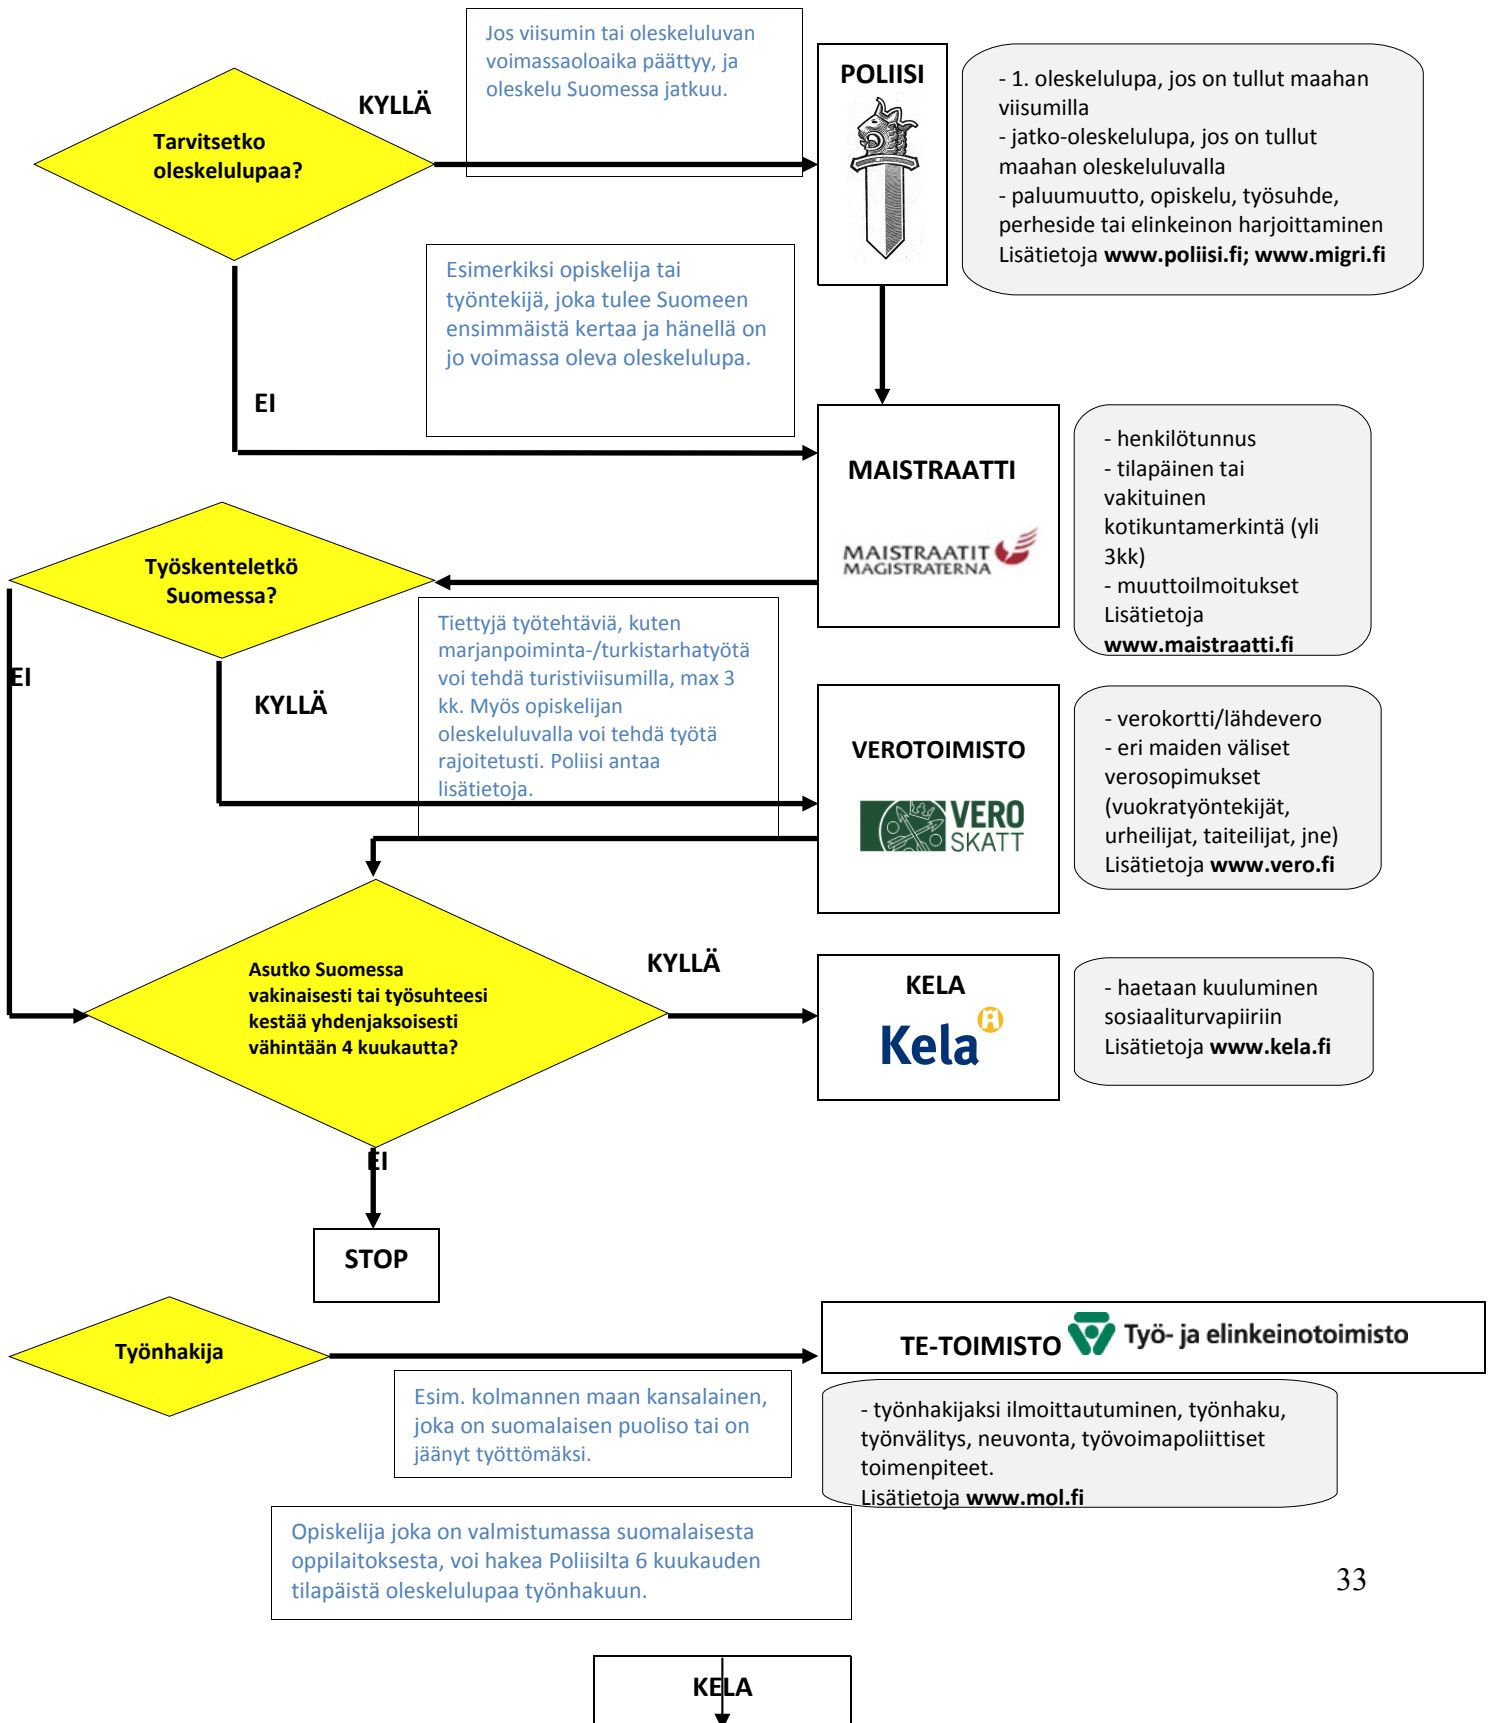 Jos viisumin tai oleskeluluvan
voimassaoloaika päättyy, ja
oleskelu Suomessa jatkuu.
KYLLÄ
Tarvitsetko
oleskelulupaa?
POLIISI
- 1. oleskelulupa, jos on tullut maahan
viisumilla
- jatko-oleskelulupa, jos on tullut
maahan oleskeluluvalla
- paluumuutto, opiskelu, työsuhde,
perheside tai elinkeinon harjoittaminen
Lisätietoja www.poliisi.fi; www.migri.fi
Esimerkiksi opiskelija tai
työntekijä, joka tulee Suomeen
ensimmäistä kertaa ja hänellä on
jo voimassa oleva oleskelulupa.
EI
MAISTRAATTI
MAISTRAATIT
MAGISTRATERNA
- henkilötunnus
- tilapäinen tai
vakituinen
kotikuntamerkintä (yli
3kk)
- muuttoilmoitukset
Lisätietoja
www.maistraatti.fi
Työskenteletkö
Suomessa?
EI
KYLLÄ
Tiettyjä työtehtäviä, kuten
marjanpoiminta-/turkistarhatyötä
voi tehdä turistiviisumilla, max 3
kk. Myös opiskelijan
oleskeluluvalla voi tehdä työtä
rajoitetusti. Poliisi antaa
lisätietoja.
VEROTOIMISTO
VERO
SKATT
- verokortti/lähdevero
- eri maiden väliset
verosopimukset
(vuokratyöntekijät,
urheilijat, taiteilijat, jne)
Lisätietoja www.vero.fi
Asutko Suomessa
vakinaisesti tai työsuhteesi
kestää yhdenjaksoisesti
vähintään 4 kuukautta?
KYLLÄ
KELA
Kela
- haetaan kuuluminen
sosiaaliturvapiiriin
Lisätietoja www.kela.fi
EI
STOP
Työnhakija
TE-TOIMISTO Työ- ja elinkeinotoimisto
Esim. kolmannen maan kansalainen,
joka on suomalaisen puoliso tai on
jäänyt työttömäksi.
- työnhakijaksi ilmoittautuminen, työnhaku,
työnvälitys, neuvonta, työvoimapoliittiset
toimenpiteet.
Lisätietoja www.mol.fi
Opiskelija joka on valmistumassa suomalaisesta
oppilaitoksesta, voi hakea Poliisilta 6 kuukauden
tilapäistä oleskelulupaa työnhakuun.
33
KELA